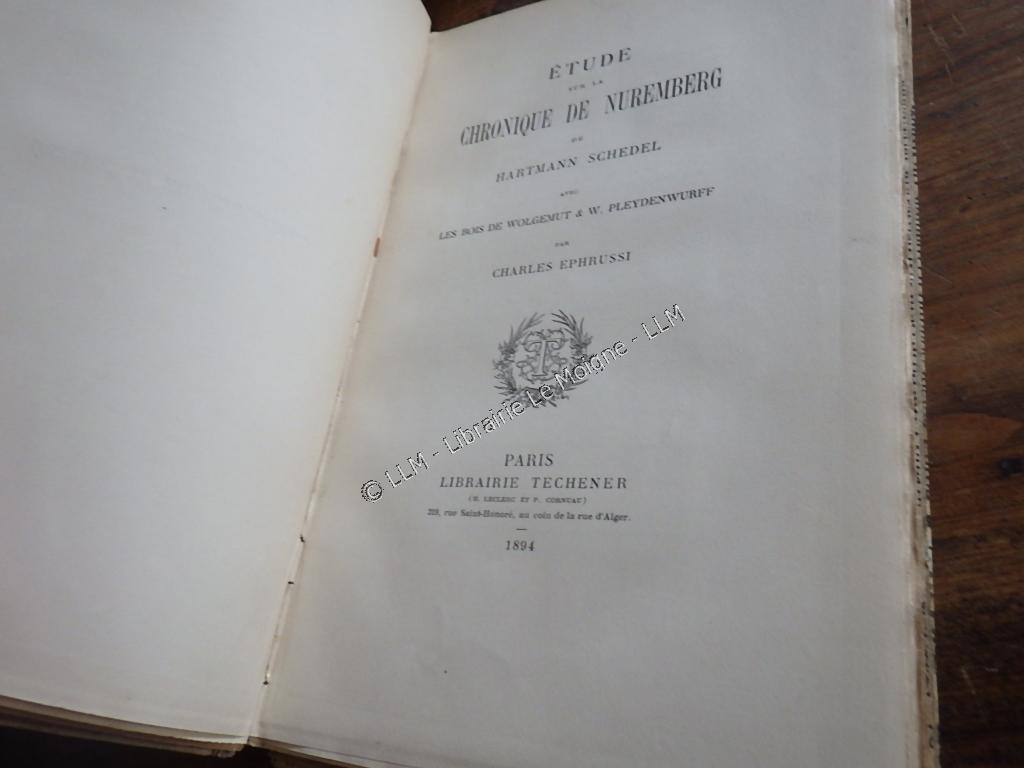 ÉTUDE
SUR LA
CHRONIQUE DE NUREMBERG
DE
HARTMANN SCHEDEL
AVEC
LES BOIS DE WOLGEMUT & W. PLEYDENWURFF
PAR
CHARLES EPHRUSSI
© LLM - Librairie Le Moigne - LLM
PARIS
LIBRAIRIE TECHENER
(H. LECLERC ET P. CORNUAU)
219, rue Saint-Honoré, au coin de la rue d'Alger.
1894